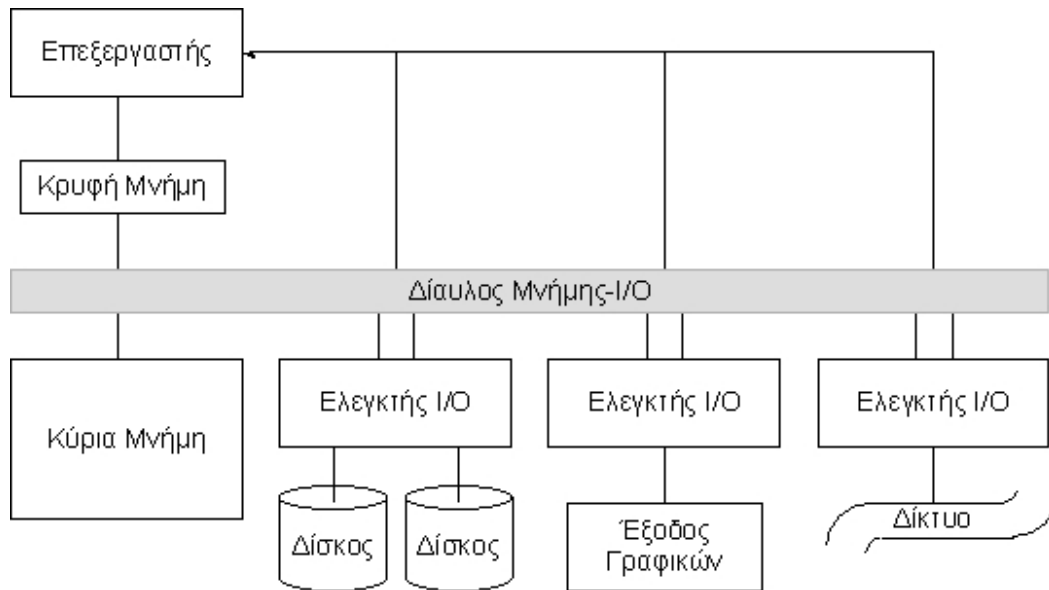 Επεξεργαστής
Κρυφή Μνήμη
Δίαυλος Μνήμης-I/O
Κύρια Μνήμη
Ελεγκτής I/O
Ελεγκτής I/O
Ελεγκτής I/O
Δίσκος
Δίσκος
Έξοδος
Γραφικών
Δίκτυο